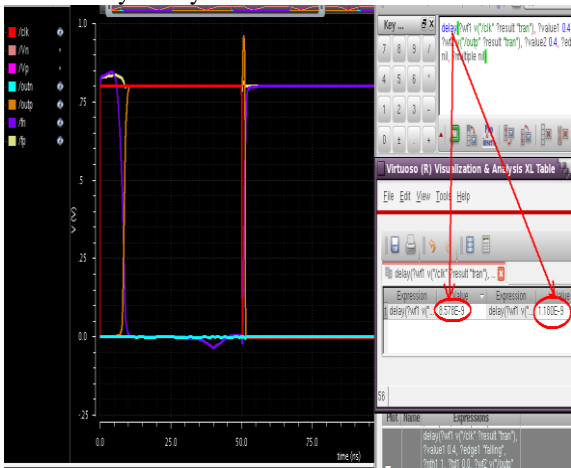 /clk
/Vn
/Vp
/outn
/outp
/fn
/fp
1.0
.75
.5
.25
0.0
-.25
V (V)
0.0
25.0
50.0
75.0
time (ns)
Key ...
7 8 9 /
4 5 6 *
1 2 3 -
0 ± . +
delay(?wf1 v("/clk" ?result "tran"), ?value1 0.4
?wf2 v("/outp" ?result "tran"), ?value2 0.4, ?ed
nil, ?multiple nil
Virtuoso (R) Visualization & Analysis XL Table
File Edit View Tools Help
delay(?wf1 v("/clk" ?result "tran"), ...
Expression Value Expression Value
1 delay(?wf1 v("... 8.578E-9 delay(?wf1 v("... 1.180E-9
56
Plot Name Expressions
delay(?wf1 v("/clk" ?result "tran"),
?value1 0.4, ?edge1 "falling",
?nth1 1, ?td1 0.0, ?wf2 v("/outp"